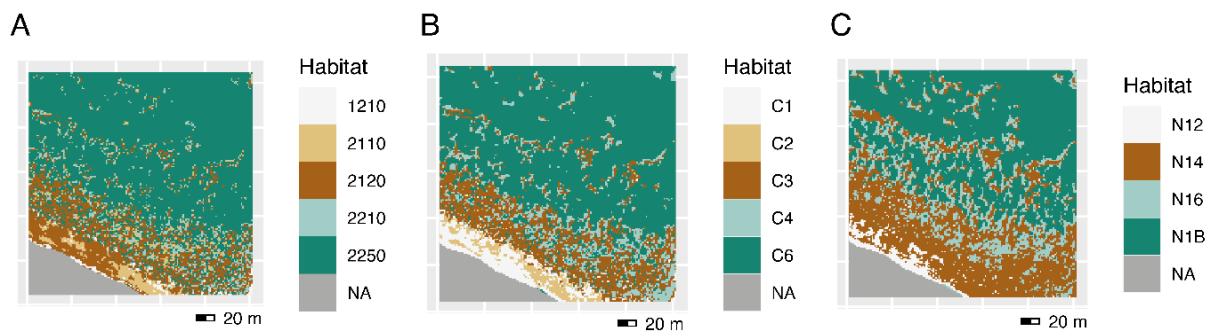 A
Habitat
1210
2110
2120
2210
2250
NA
20 m
B
Habitat
C1
C2
C3
C4
C6
NA
20 m
C
Habitat
N12
N14
N16
N1B
NA
20 m